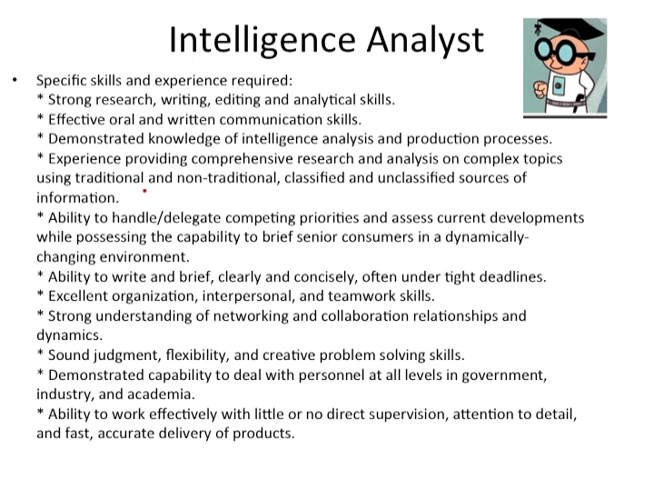 Intelligence Analyst
• Specific skills and experience required:
* Strong research, writing, editing and analytical skills.
* Effective oral and written communication skills.
* Demonstrated knowledge of intelligence analysis and production processes.
* Experience providing comprehensive research and analysis on complex topics
using traditional and non-traditional, classified and unclassified sources of
information.
* Ability to handle/delegate competing priorities and assess current developments
while possessing the capability to brief senior consumers in a dynamically-
changing environment.
* Ability to write and brief, clearly and concisely, often under tight deadlines.
* Excellent organization, interpersonal, and teamwork skills.
* Strong understanding of networking and collaboration relationships and
dynamics.
* Sound judgment, flexibility, and creative problem solving skills.
* Demonstrated capability to deal with personnel at all levels in government,
industry, and academia.
* Ability to work effectively with little or no direct supervision, attention to detail,
and fast, accurate delivery of products.